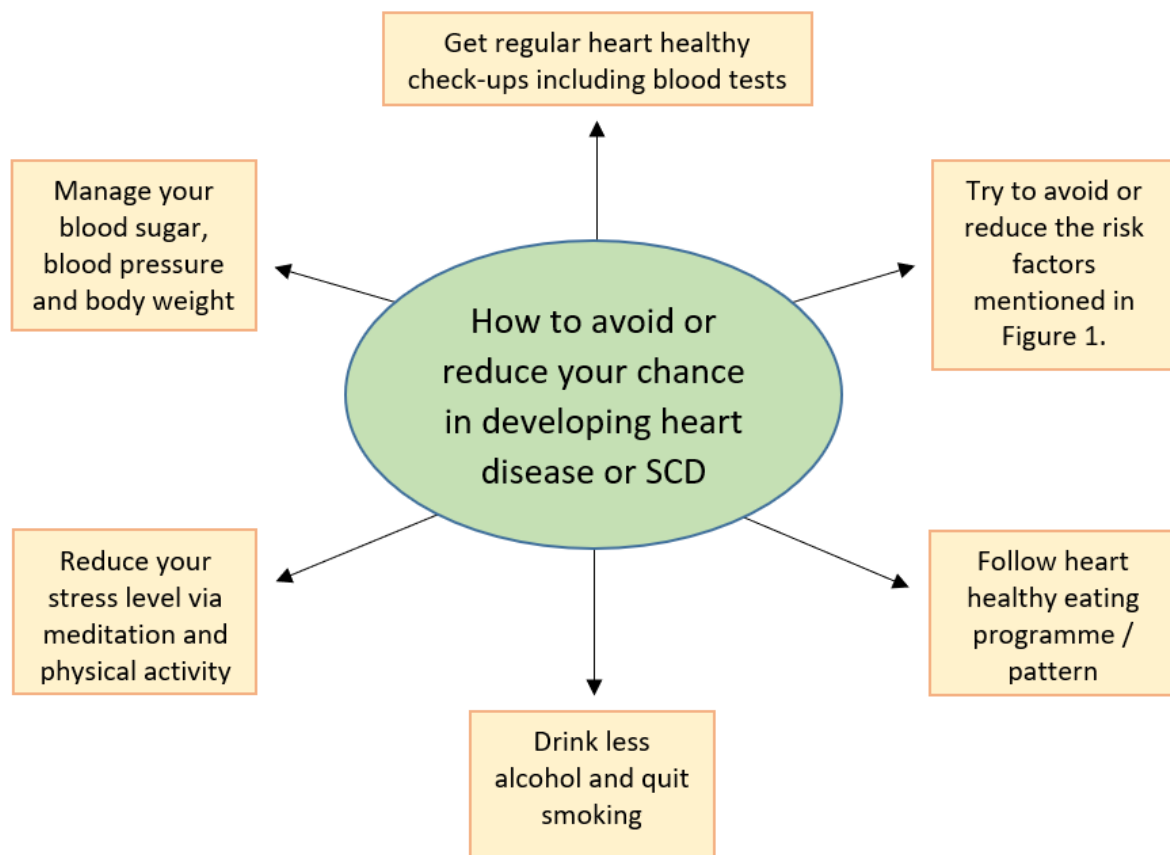 Get regular heart healthy
check-ups including blood tests
Manage your
blood sugar,
blood pressure
and body weight
Try to avoid or
reduce the risk
factors
mentioned in
Figure 1.
How to avoid or
reduce your chance
in developing heart
disease or SCD
Reduce your
stress level via
meditation and
physical activity
Follow heart
healthy eating
programme /
pattern
Drink less
alcohol and quit
smoking